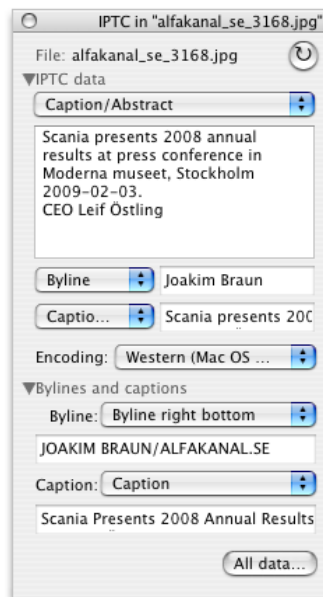 IPTC in "alfakanal_se_3168.jpg"
File: alfakanal_se_3168.jpg
IPTC data
Caption/Abstract
Scania presents 2008 annual
results at press conference in
Moderna museet, Stockholm
2009-02-03.
CEO Leif Östling
Byline Joakim Braun
Captio... Scania presents 200
Encoding: Western (Mac OS ...
Bylines and captions
Byline: Byline right bottom
JOAKIM BRAUN/ALFAKANAL.SE
Caption: Caption
Scania Presents 2008 Annual Results
All data...